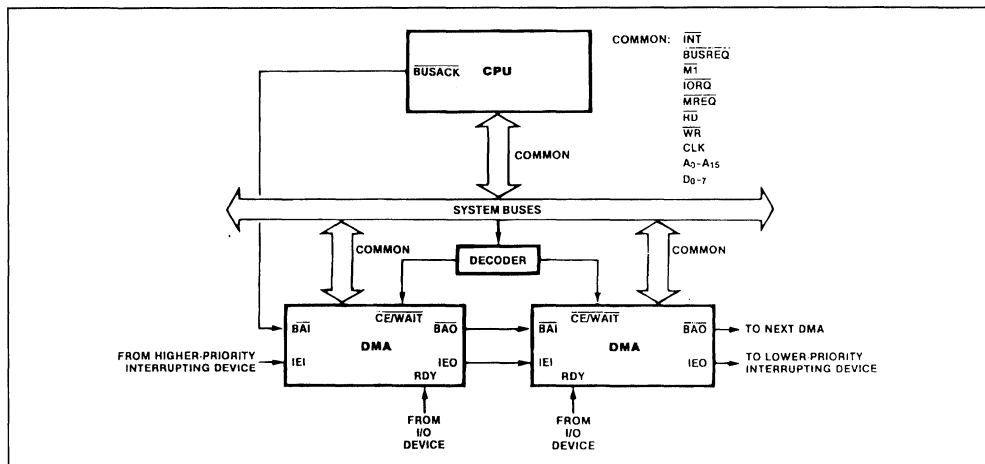 COMMON: INT
BUSREQ
M1
IORQ
MREQ
RD
WR
CLK
A0-A15
D0-7
BUSACK CPU
COMMON
SYSTEM BUSES
COMMON
DECODER
COMMON
BAI
CE/WAIT
BAO
DMA
IEI
IEO
RDY
BAI
CE/WAIT
BAO
DMA
IEI
IEO
RDY
TO NEXT DMA
FROM HIGHER-PRIORITY
INTERRUPTING DEVICE
TO LOWER-PRIORITY
INTERRUPTING DEVICE
FROM
I/O
DEVICE
FROM
I/O
DEVICE